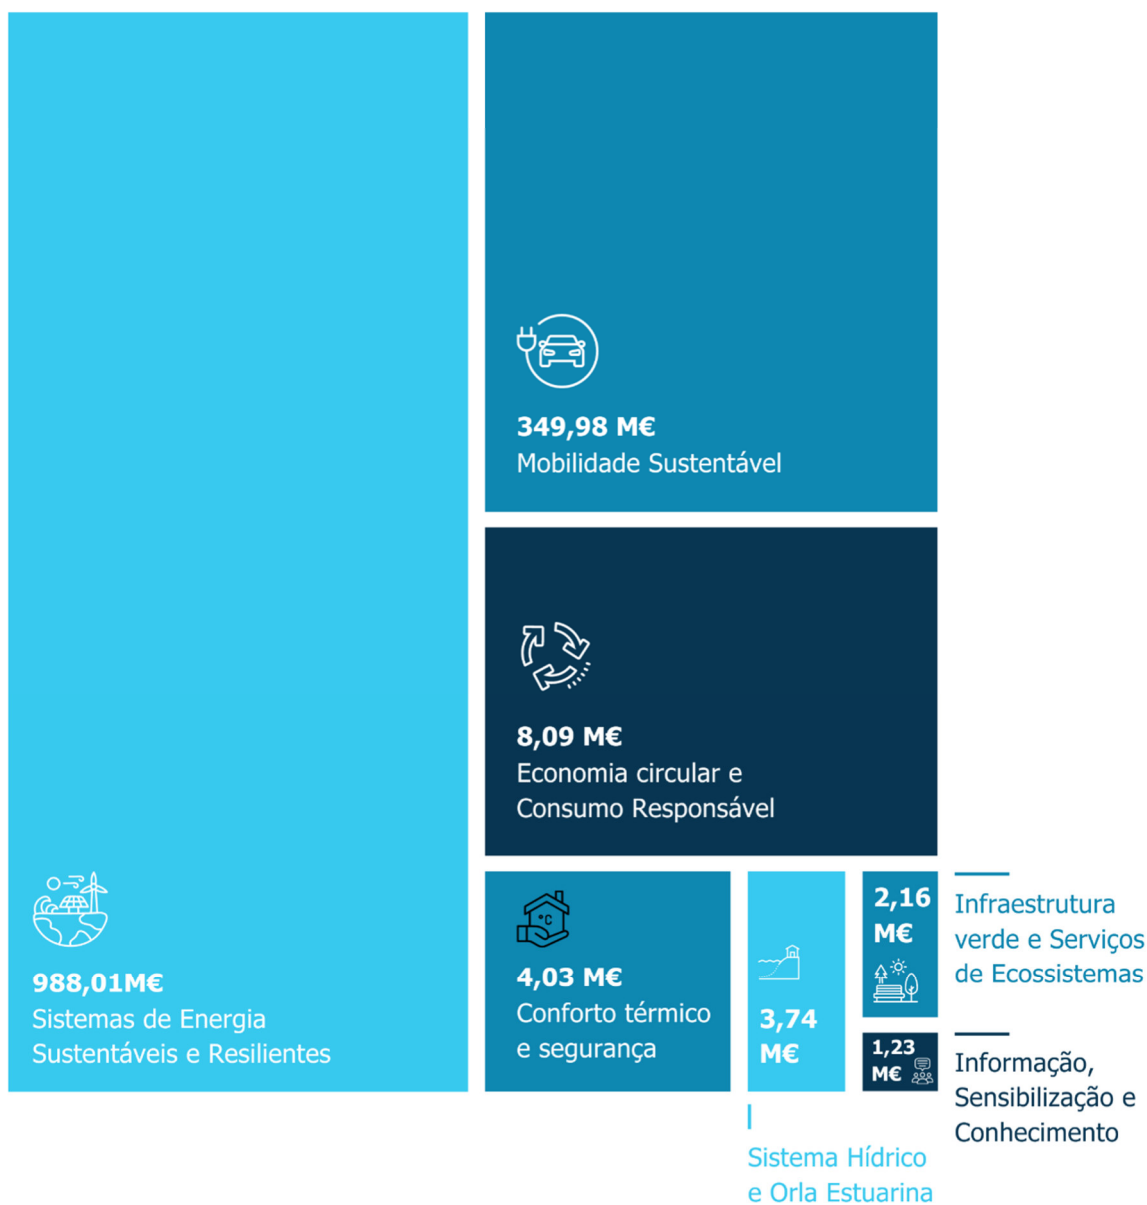 349,98 M€
Mobilidade Sustentável
8,09 M€
Economia circular e
Consumo Responsável
988,01M€
Sistemas de Energia
Sustentáveis e Resilientes
°C
4,03 M€
Conforto térmico
e segurança
3,74
M€
Sistema Hídrico
e Orla Estuarina
2,16
M€
Infraestrutura
verde e Serviços
de Ecossistemas
1,23
M€
Informação,
Sensibilização e
Conhecimento